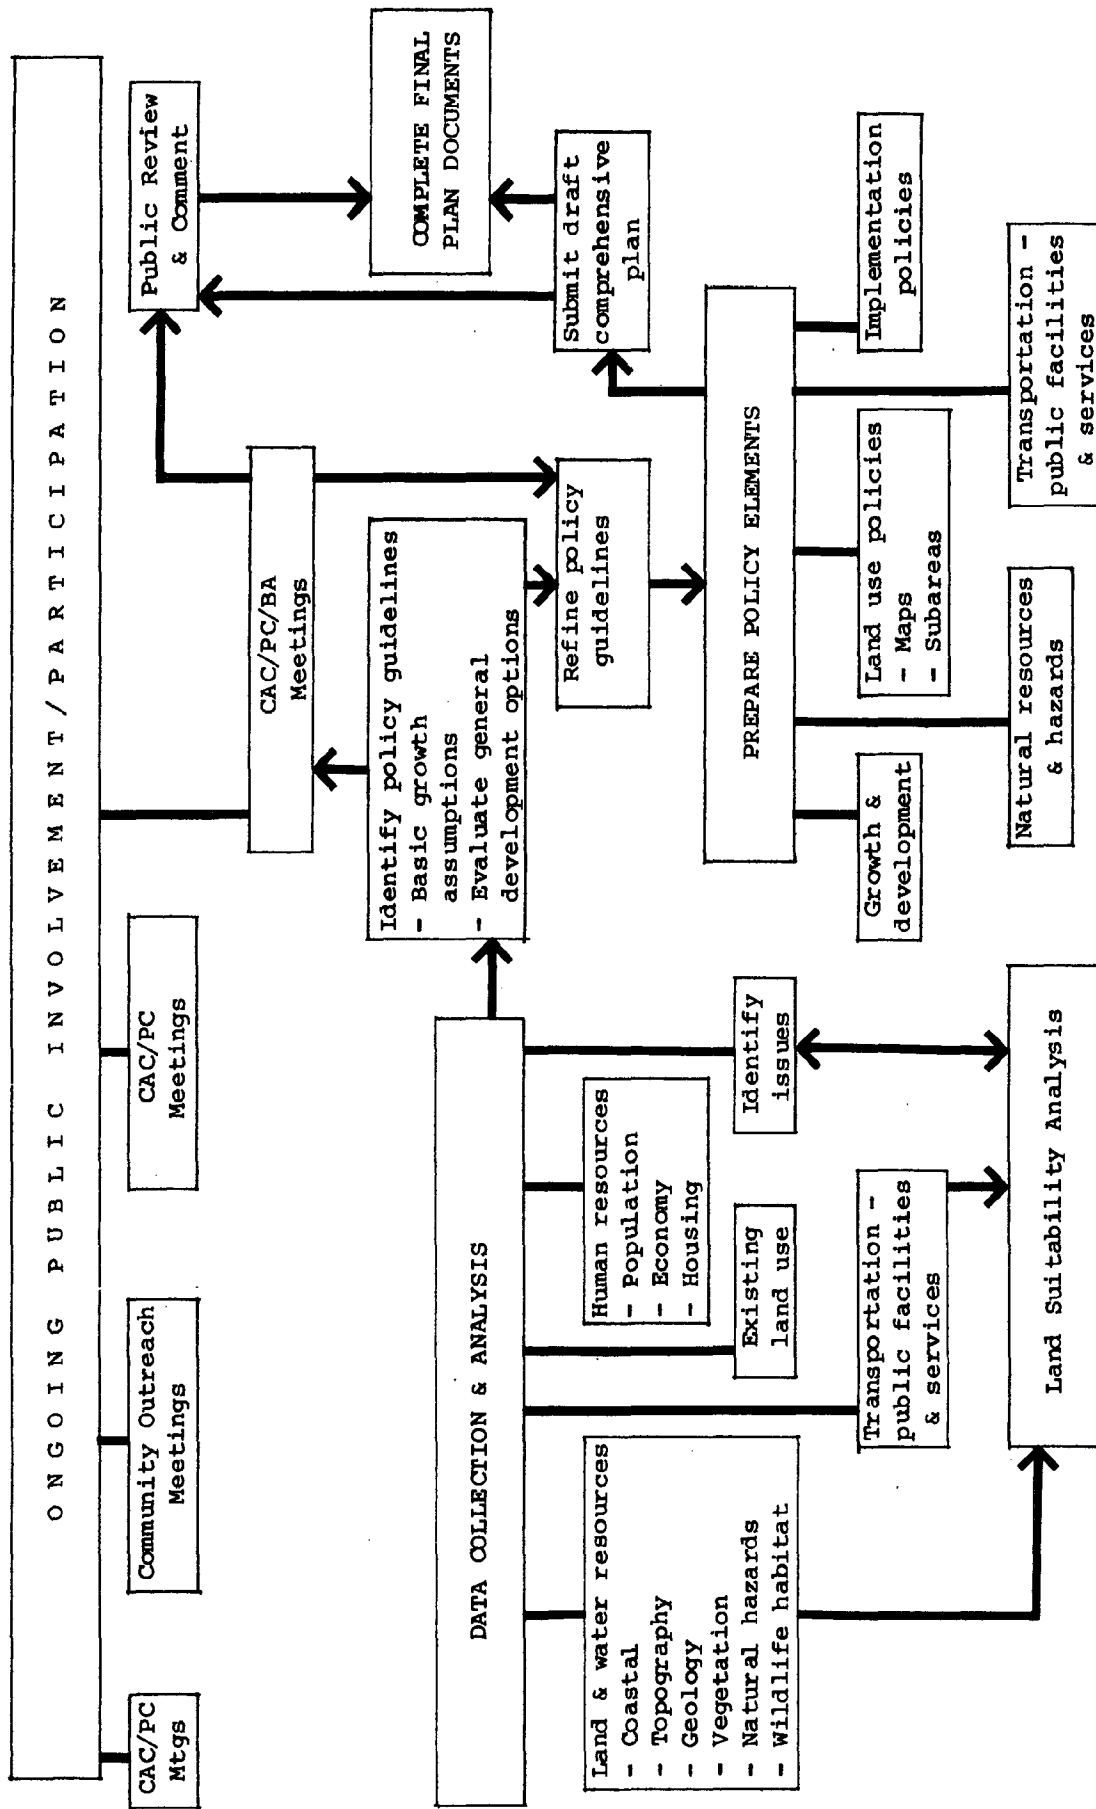 ONGOING PUBLIC INVOLVEMENT/PARTICIPATION
CAC/PC
Mtgs
Community Outreach
Meetings
CAC/PC
Meetings
CAC/PC/BA
Meetings
Public Review
& Comment
DATA COLLECTION & ANALYSIS
Land & water resources
- Coastal
- Topography
- Geology
- Vegetation
- Natural hazards
- Wildlife habitat
Human resources
- Population
- Economy
- Housing
Existing
land use
Identify
issues
Transportation -
public facilities
& services
Land Suitability Analysis
Identify policy guidelines
- Basic growth
assumptions
- Evaluate general
development options
Refine policy
guidelines
PREPARE POLICY ELEMENTS
Growth &
development
Natural resources
& hazards
Land use policies
- Maps
- Subareas
Transportation -
public facilities
& services
Implementation
policies
Submit draft
comprehensive
plan
COMPLETE FINAL
PLAN DOCUMENTS